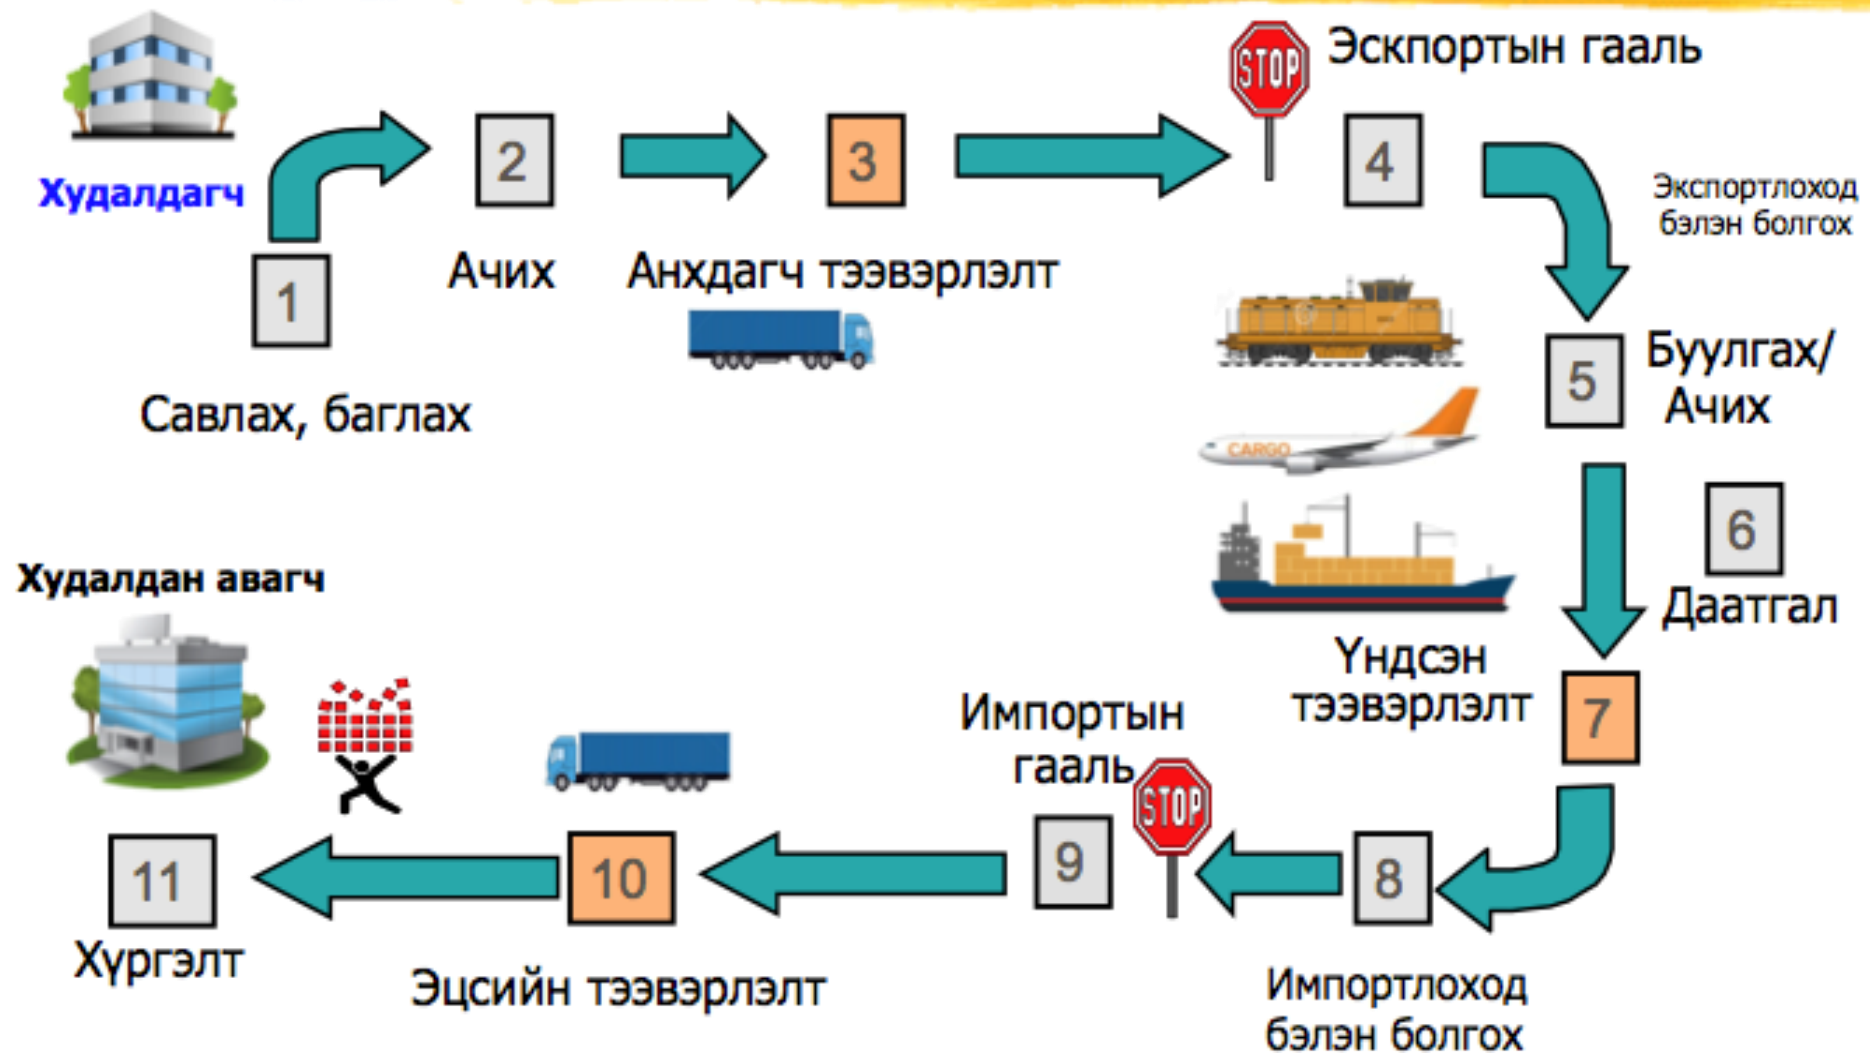 Худалдагч
1
Савлах, баглах
2
Ачих
3
Анхдагч тээвэрлэлт
STOP
Эскпортын гааль
4
Экспортлоход
бэлэн болгох
5
Буулгах/
Ачих
CARGO
6
Даатгал
Үндсэн
тээвэрлэлт
7
8
Импортлоход
бэлэн болгох
Импортын
гааль
STOP
9
10
Эцсийн тээвэрлэлт
Худалдан авагч
11
Хүргэлт